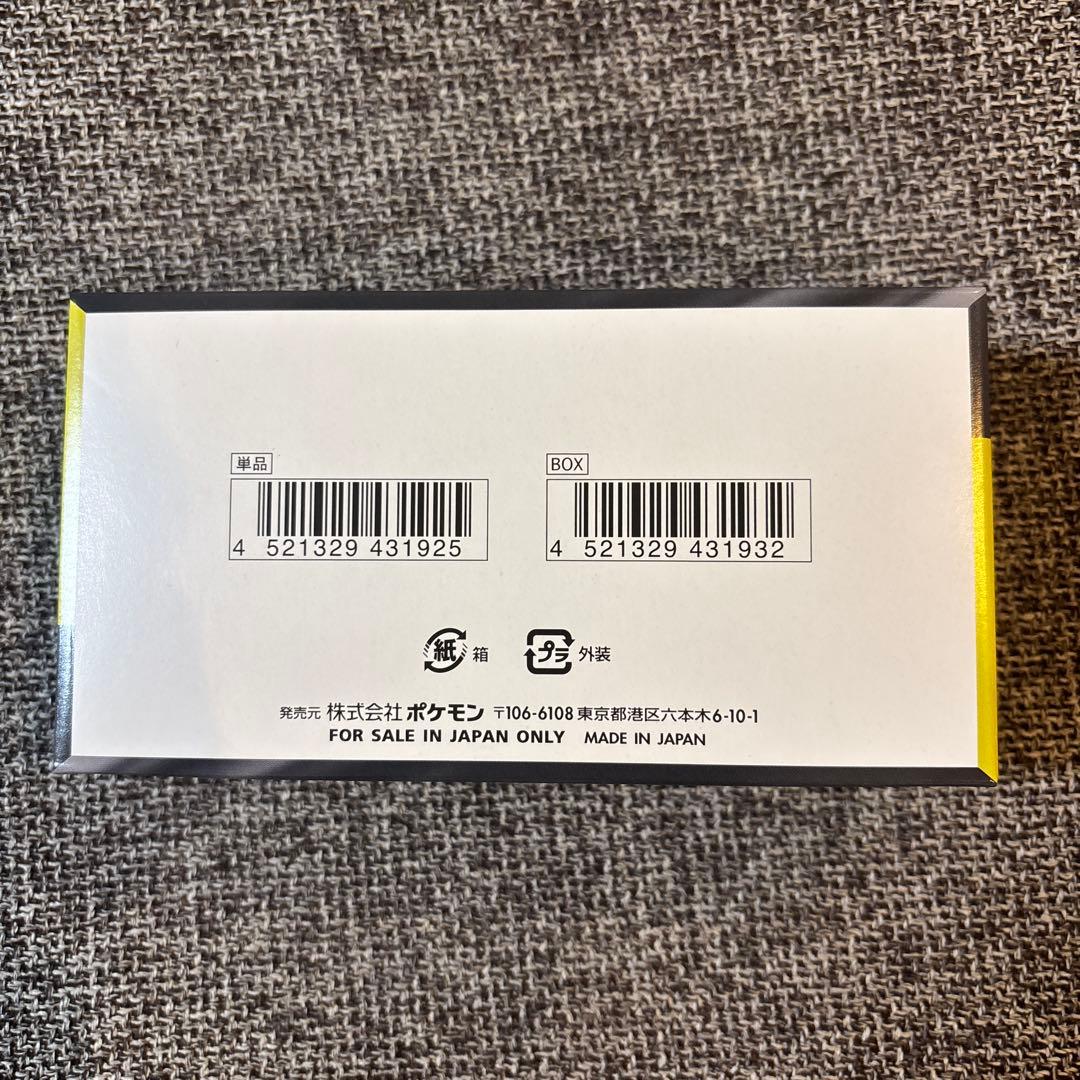 単品
BOX
4 521329 431925
4 521329 431932
紙 箱
プラ 外装
発売元 株式会社 ポケモン 〒106-6108 東京都港区六本木6-10-1
FOR SALE IN JAPAN ONLY MADE IN JAPAN